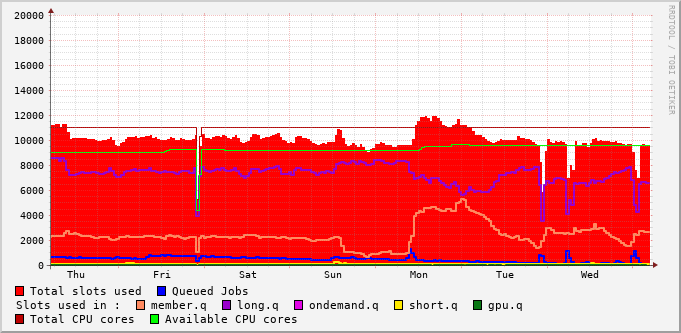 20000
18000
16000
14000
12000
10000
8000
6000
4000
2000
0
Thu Fri Sat Sun Mon Tue Wed
RRDTOOL / TOBI OETIKER
Total slots used Queued Jobs
Slots used in : member.q long.q ondemand.q short.q gpu.q
Total CPU cores Available CPU cores